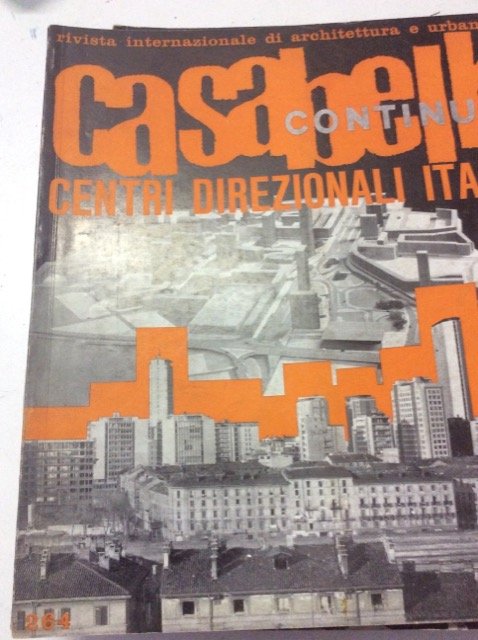 rivista internazionale di architettura e urban
casabell
CONTINU
CENTRI DIREZIONALI ITA
264